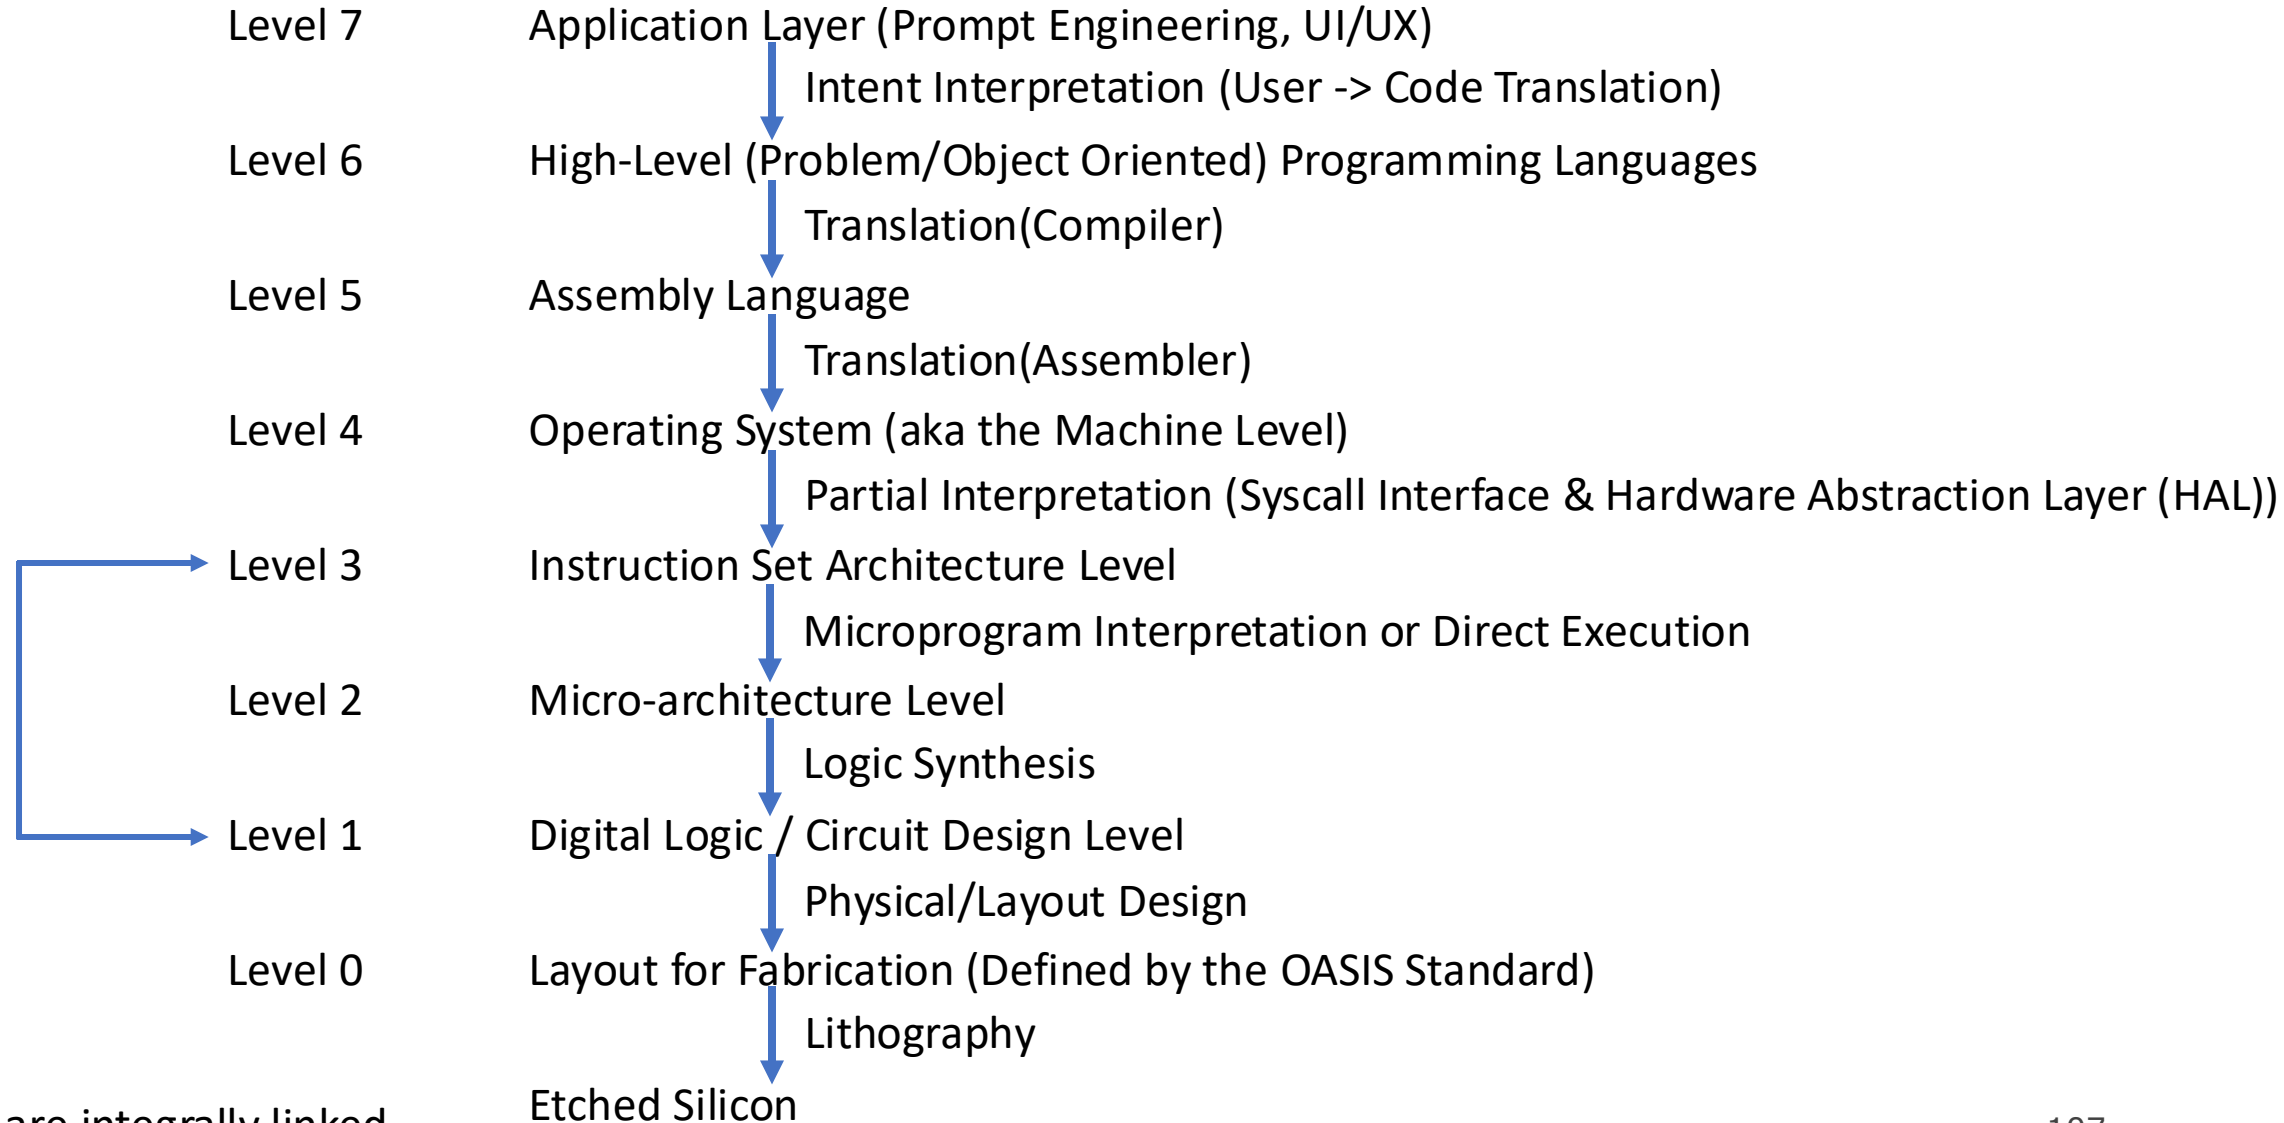 Level 7 Application Layer (Prompt Engineering, UI/UX)
Intent Interpretation (User -> Code Translation)
Level 6 High-Level (Problem/Object Oriented) Programming Languages
Translation(Compiler)
Level 5 Assembly Language
Translation(Assembler)
Level 4 Operating System (aka the Machine Level)
Partial Interpretation (Syscall Interface & Hardware Abstraction Layer (HAL))
Level 3 Instruction Set Architecture Level
Microprogram Interpretation or Direct Execution
Level 2 Micro-architecture Level
Logic Synthesis
Level 1 Digital Logic / Circuit Design Level
Physical/Layout Design
Level 0 Layout for Fabrication (Defined by the OASIS Standard)
Lithography
Etched Silicon
are integrally linked